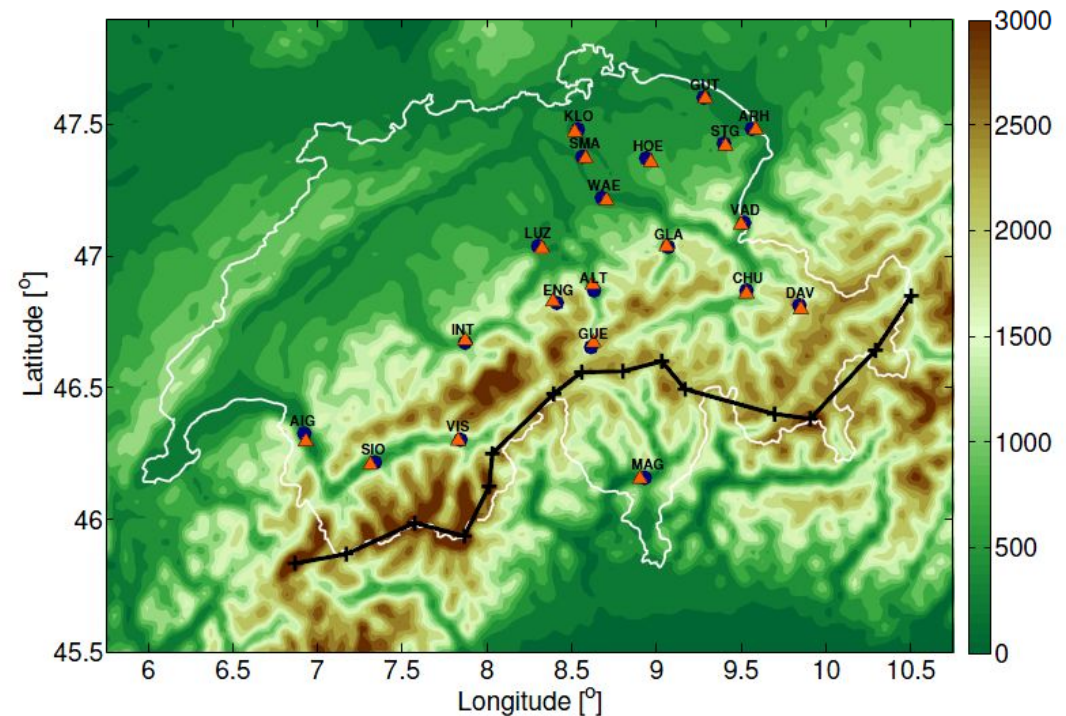 3000
GUT
47.5
KLO
ARH
2500
STG
SMA
HOE
WAE
VAD
2000
LUZ
GLA
47
ALT
CHU
ENG
DAV
1500
INT
GUE
Latitude [o]
46.5
AIG
VIS
1000
SIO
MAG
46
500
45.5
0
6
6.5
7
7.5
8
8.5
9
9.5
10
10.5
Longitude [o]